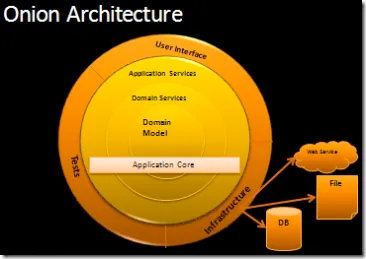 Onion Architecture
User Interface
Application Services
Domain Services
Domain
Model
Application Core
Tests
Infrastructure
Web Service
File
DB